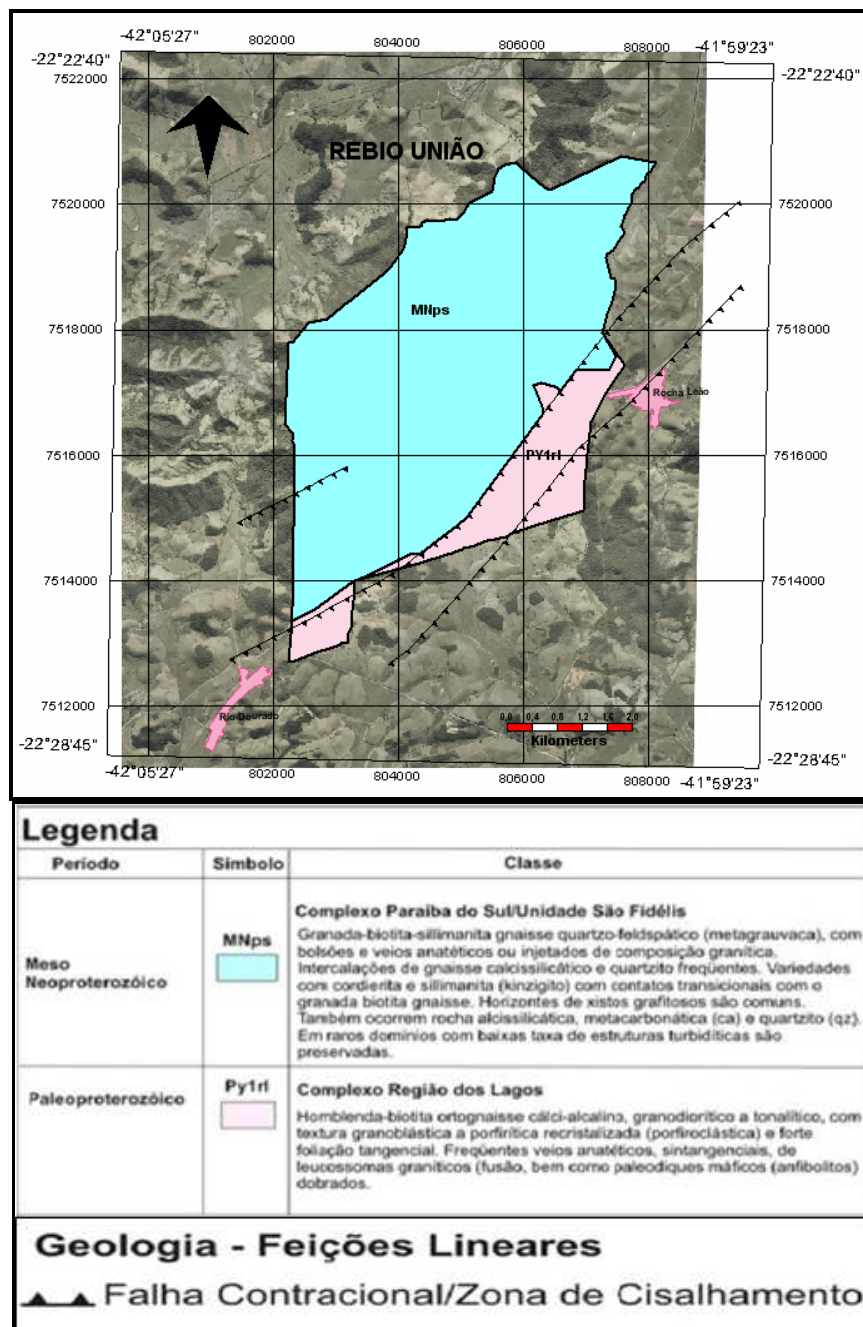 -42°05'27"
802000
804000
806000
808000
-41°59'23"
-22°22'40"
-22°22'40"
7522000
7522000
REBIO UNIÃO
7520000
7520000
MNps
7518000
7518000
Rocha Leão
PY1rl
7516000
7516000
7514000
7514000
7512000
7512000
Rio Dourado
0,0 0,4 0,8 1,2 1,6 2,0
Kilometers
-22°28'45"
-22°28'45"
-42°05'27"
802000
804000
806000
808000
-41°59'23"
Legenda
Período Símbolo Classe
Meso
Neoproterozóico
MNps
Complexo Paraíba do Sul/Unidade São Fidélis
Granada-biotita-sillimanita gnaisse quartzo-feldspático (metagrauvaca), com
bolsões e veios anatéticos ou injetados de composição granítica.
Intercalações de gnaisse calcissilicático e quartzito freqüentes. Variedades
com cordierita e sillimanita (kinzigito) com contatos transicionais com o
granada biotita gnaisse. Horizontes de xistos grafitosos são comuns.
Também ocorrem rocha alcissilicática, metacarbonática (ca) e quartzito (qz).
Em raros domínios com baixas taxa de estruturas turbidíticas são
preservadas.
Paleoproterozóico
Py1rl
Complexo Região dos Lagos
Homblenda-biotita ortognaisse cálci-alcalino, granodiorítico a tonalítico, com
textura granoblástica a porfirítica recristalizada (porfiroclástica) e forte
foliação tangencial. Freqüentes veios anatéticos, sintangenciais, de
leucossomas graníticos (fusão, bem como paleodiques máficos (anfibolitos)
dobrados.
Geologia - Feições Lineares
Falha Contracional/Zona de Cisalhamento